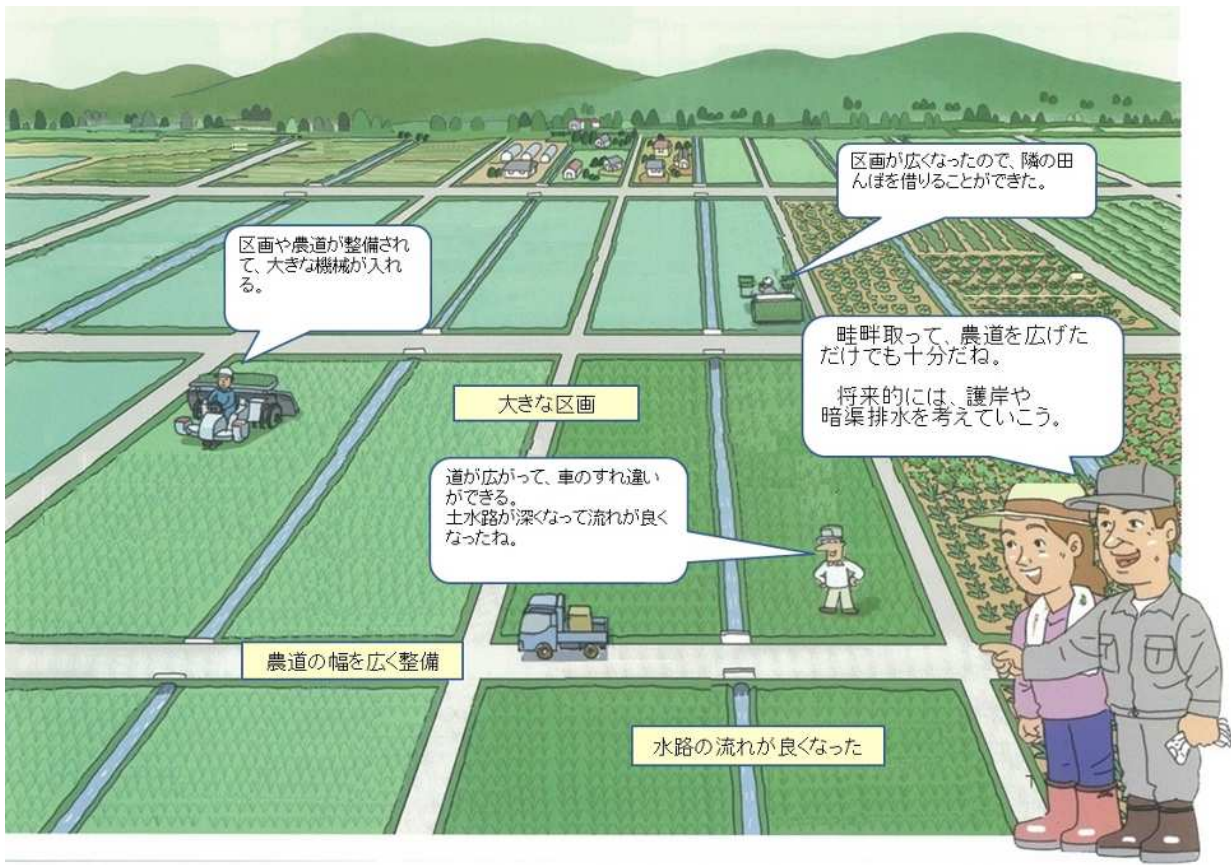 区画が広くなったので、隣の田
んぼを借りることができた。
区画や農道が整備され
て、大きな機械が入れ
る。
畦畔取って、農道を広げた
だけでも十分だね。
将来的には、護岸や
暗渠排水を考えていこう。
大きな区画
道が広がって、車のすれ違い
ができる。
土水路が深くなって流れが良く
なったね。
農道の幅を広く整備
水路の流れが良くなった